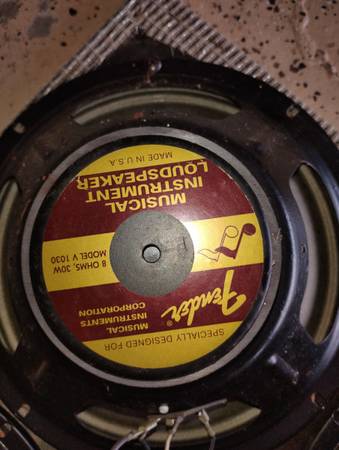 SPECIALLY DESIGNED FOR
Fender ®
MUSICAL
INSTRUMENTS
CORPORATION
8 OHMS, 30W
MODEL V 1030
MUSICAL
INSTRUMENT
LOUDSPEAKER
MADE IN U.S.A.